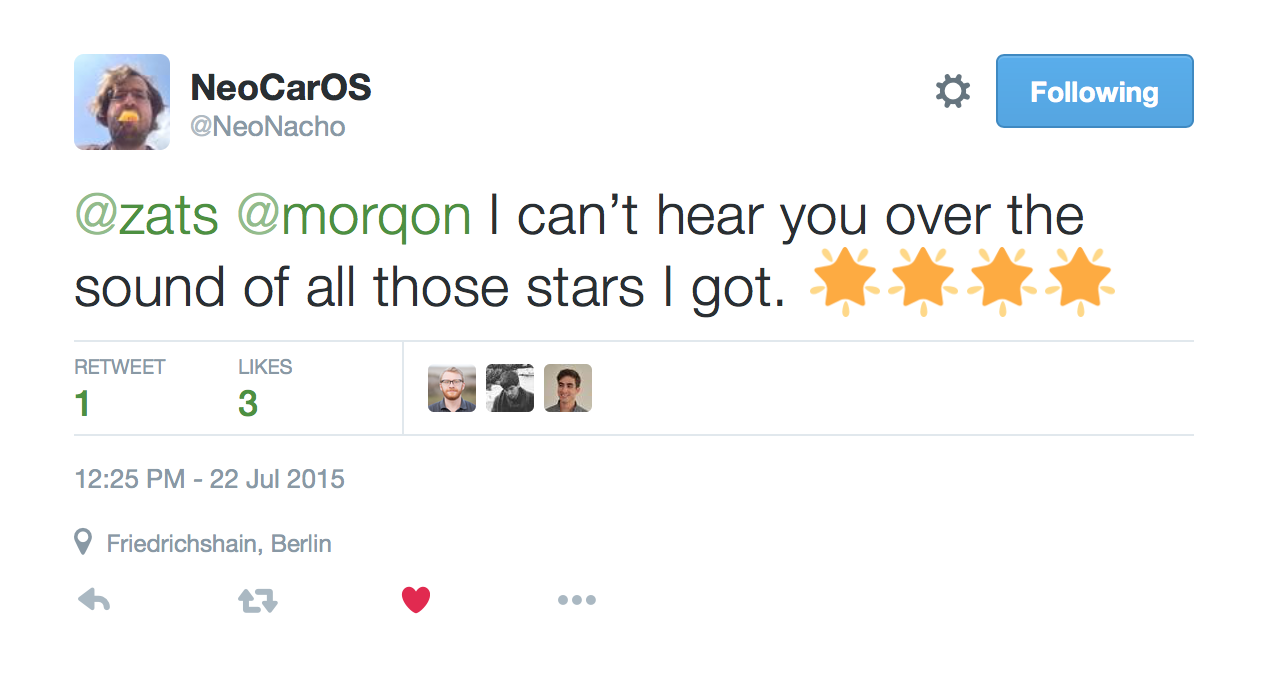 NeoCarOS
@NeoNacho
Following
@zats @morqon I can’t hear you over the
sound of all those stars I got. 🌟🌟🌟🌟
RETWEET
1
LIKES
3
12:25 PM - 22 Jul 2015
Friedrichshain, Berlin